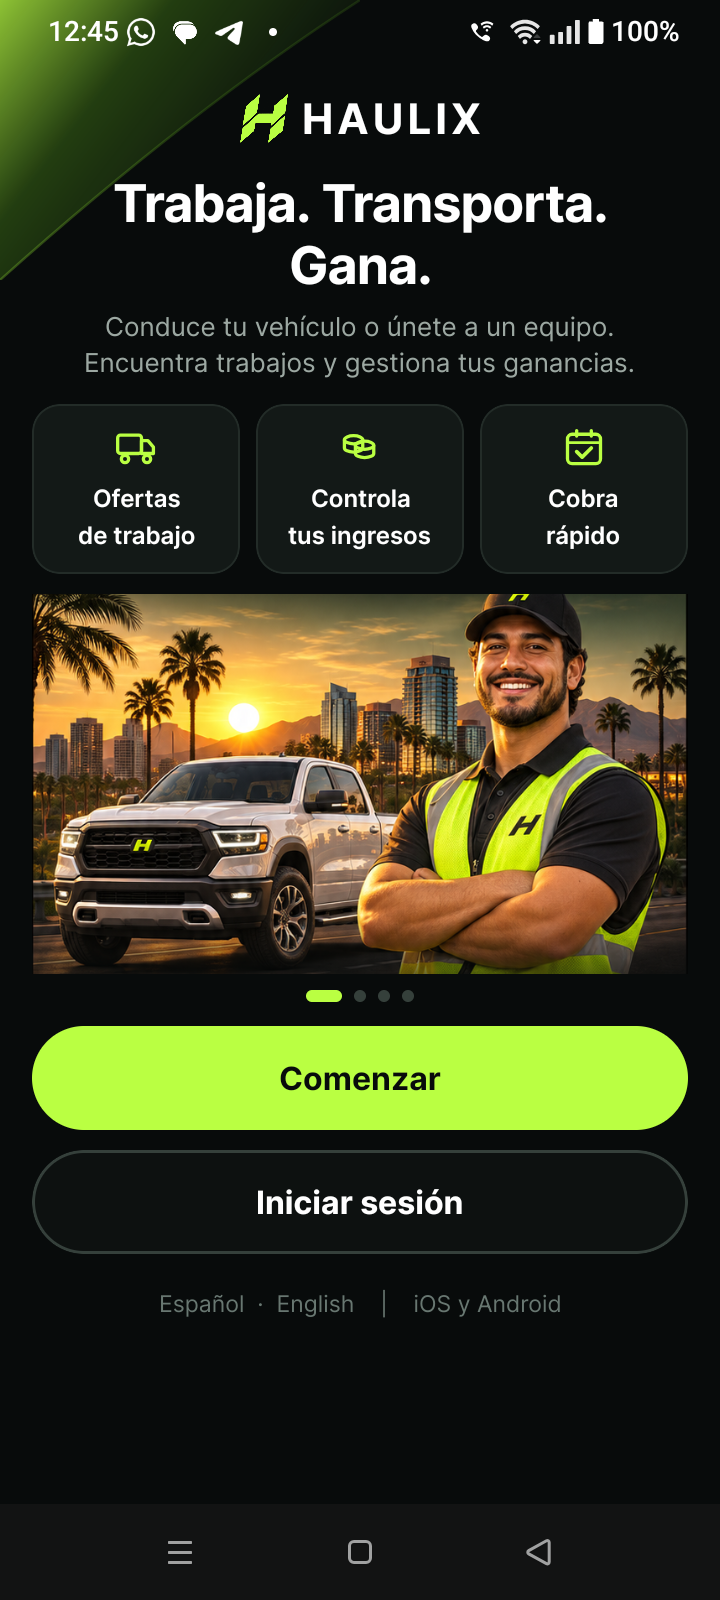 12:45
100%
HAULIX
Trabaja. Transporta.
Gana.
Conduce tu vehículo o únete a un equipo.
Encuentra trabajos y gestiona tus ganancias.
Ofertas
de trabajo
Controla
tus ingresos
Cobra
rápido
Comenzar
Iniciar sesión
Español · English | iOS y Android